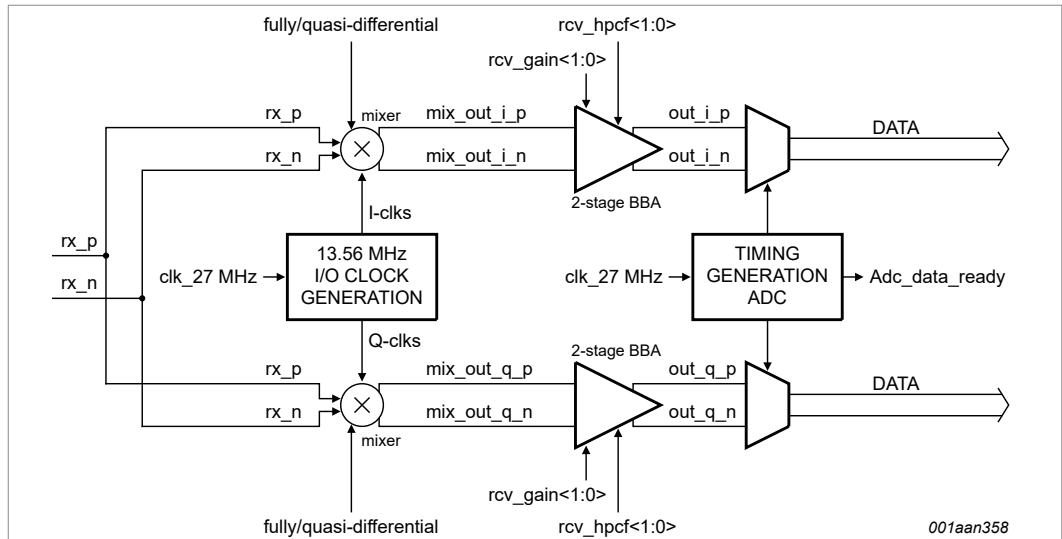 fully/quasi-differential
rcv_hpcf<1:0>
rcv_gain<1:0>
rx_p
mixer
mix_out_i_p
out_i_p
DATA
rx_n
mix_out_i_n
out_i_n
I-clks
2-stage BBA
rx_p
rx_n
clk_27 MHz
13.56 MHz
I/O CLOCK
GENERATION
clk_27 MHz
TIMING
GENERATION
ADC
Adc_data_ready
Q-clks
2-stage BBA
rx_p
mix_out_q_p
out_q_p
DATA
rx_n
mix_out_q_n
out_q_n
mixer
rcv_gain<1:0>
fully/quasi-differential
rcv_hpcf<1:0>
001aan358